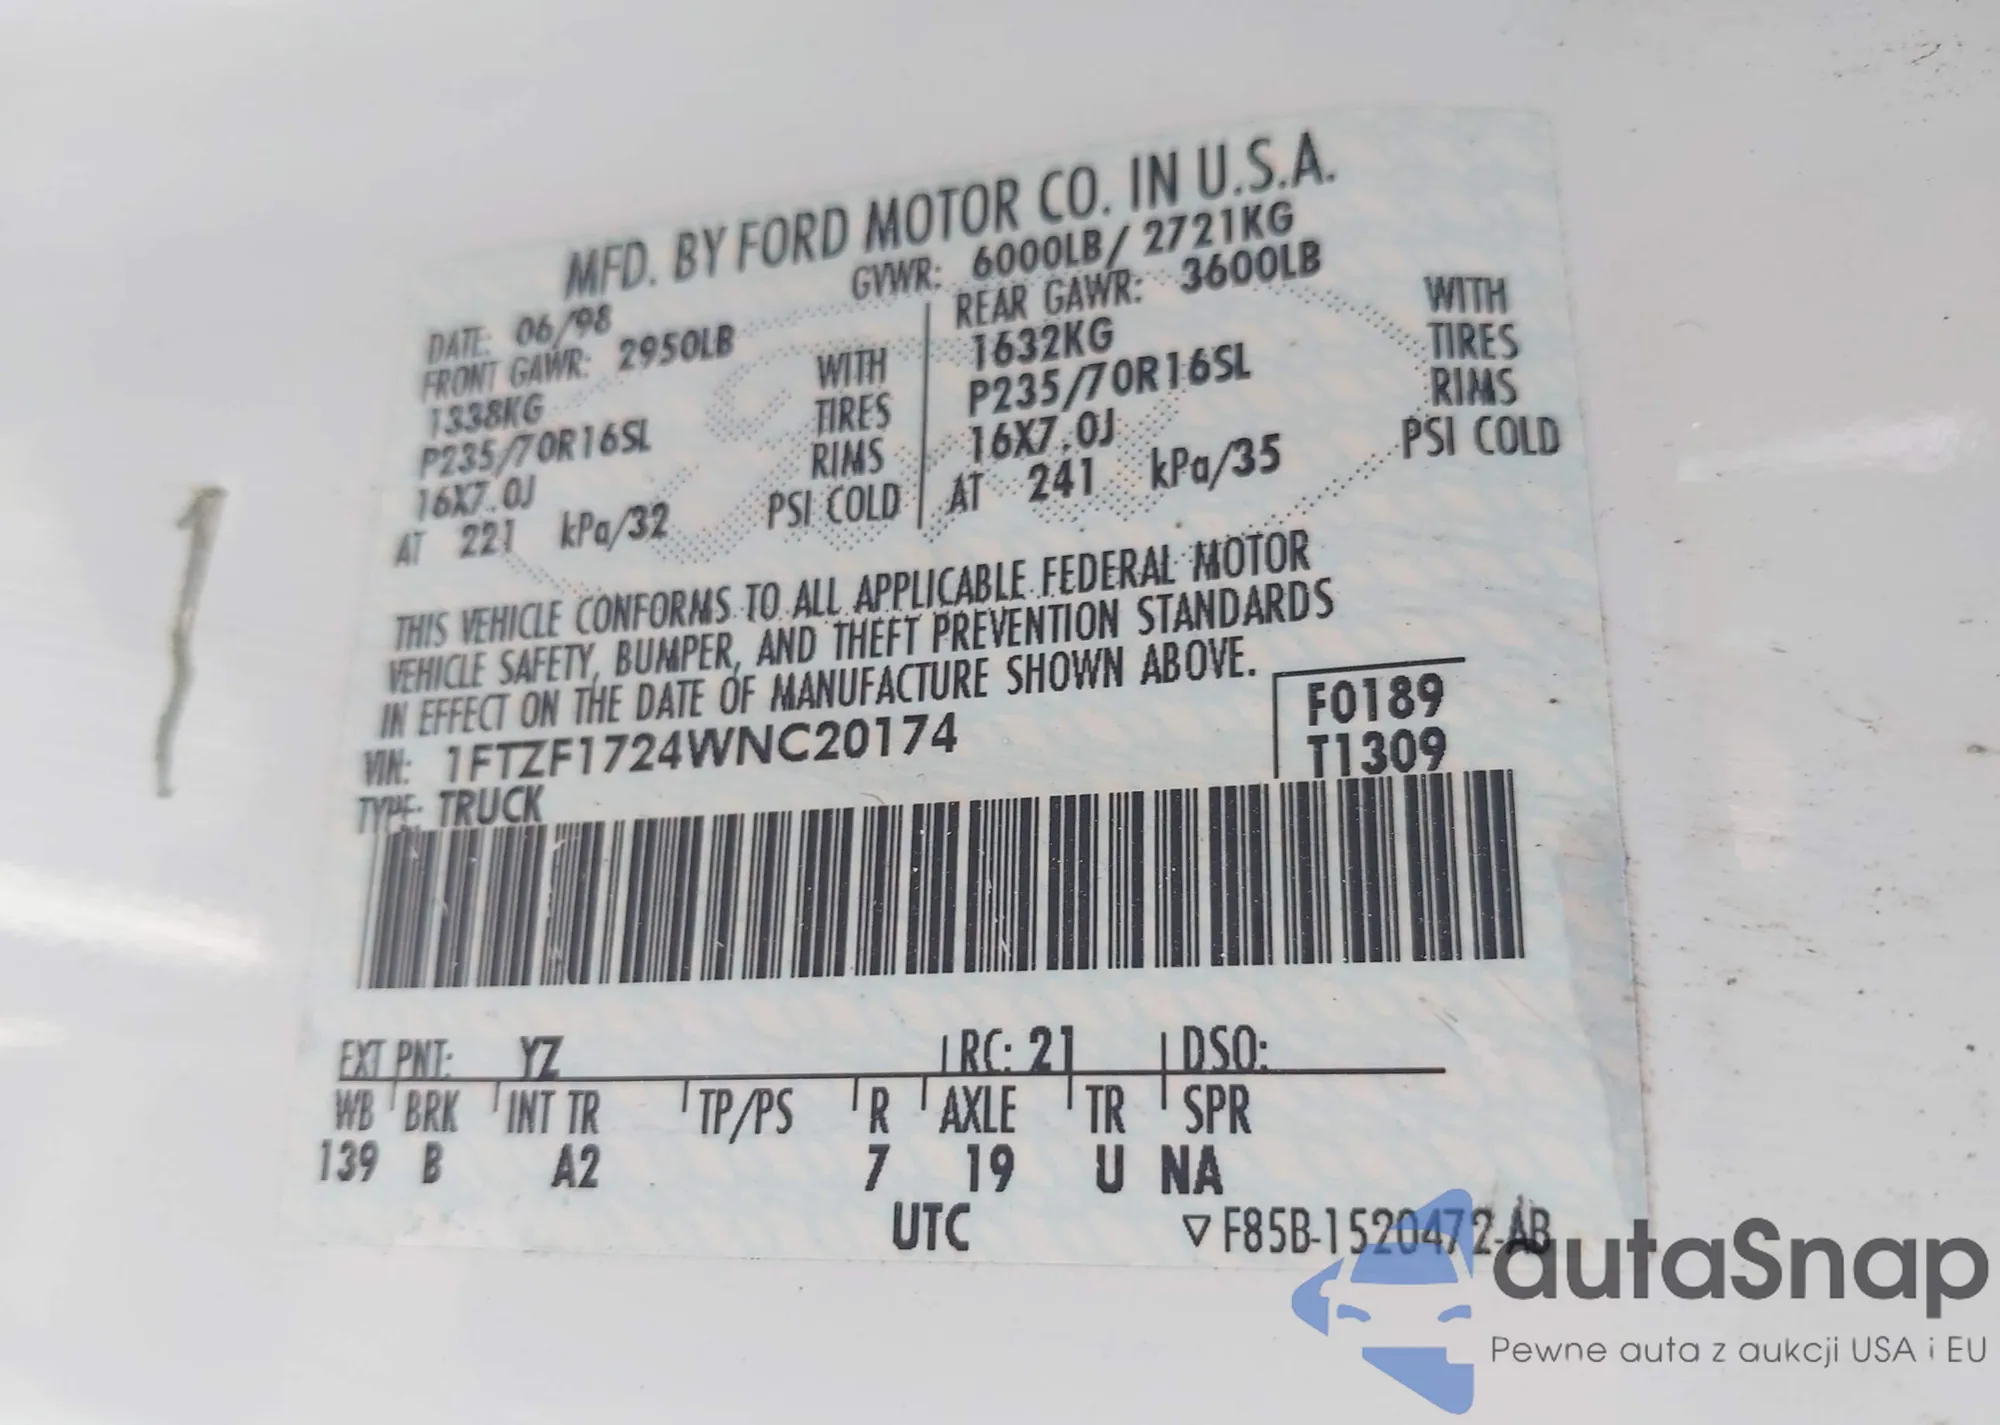 MFD. BY FORD MOTOR CO. IN U.S.A.
DATE: 06/98 GVWR: 6000LB/ 2721KG
FRONT GAWR: 2950LB REAR GAWR: 3600LB
1338KG WITH 1632KG WITH
P235/70R16SL TIRES P235/70R16SL TIRES
16X7.0J RIMS 16X7.0J RIMS
AT 221 kPa/32 PSI COLD AT 241 kPa/35 PSI COLD
THIS VEHICLE CONFORMS TO ALL APPLICABLE FEDERAL MOTOR
VEHICLE SAFETY, BUMPER, AND THEFT PREVENTION STANDARDS
IN EFFECT ON THE DATE OF MANUFACTURE SHOWN ABOVE.
VIN: 1FTZF1724WNC20174 F0189
TYPE: TRUCK T1309
EXT PNT: YZ RC: 21 DSO:
WB BRK INT TR TP/PS R AXLE TR SPR
139 B A2 7 19 U NA
UTC ▽F85B-1520472-AB
autaSnap
Pewne auta z aukcji USA i EU